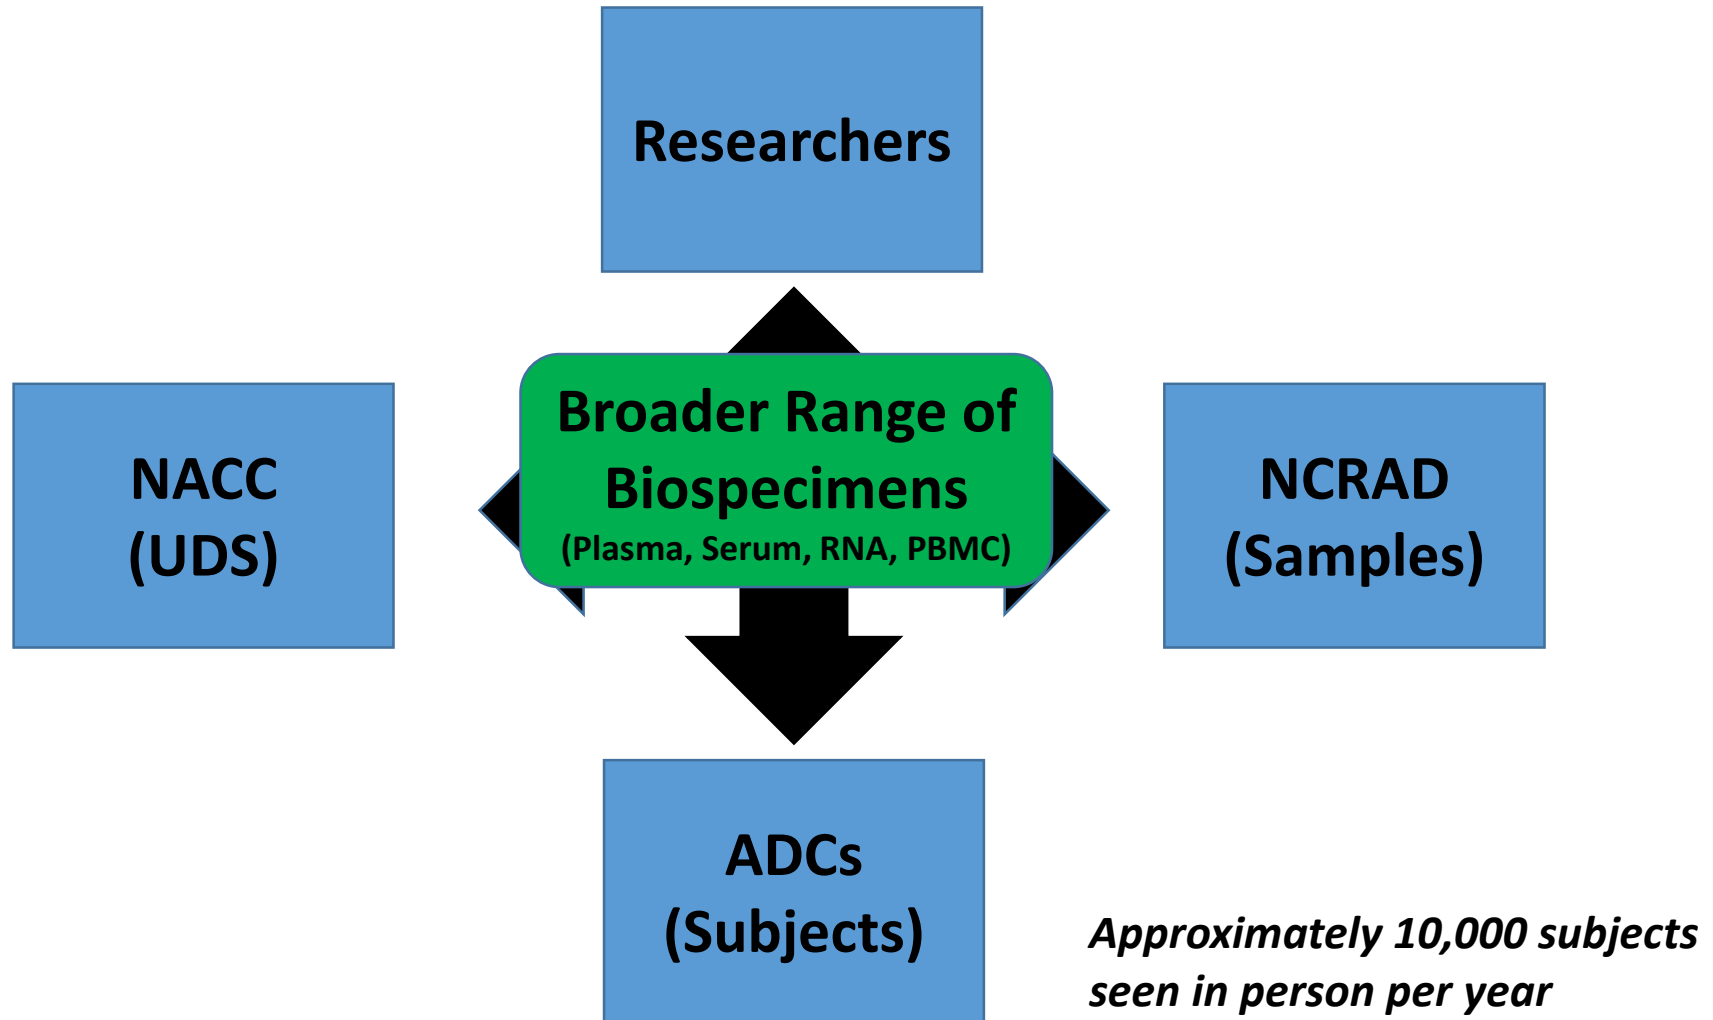 Researchers
Broader Range of
Biospecimens
(Plasma, Serum, RNA, PBMC)
NACC
(UDS)
NCRAD
(Samples)
ADCs
(Subjects)
Approximately 10,000 subjects
seen in person per year